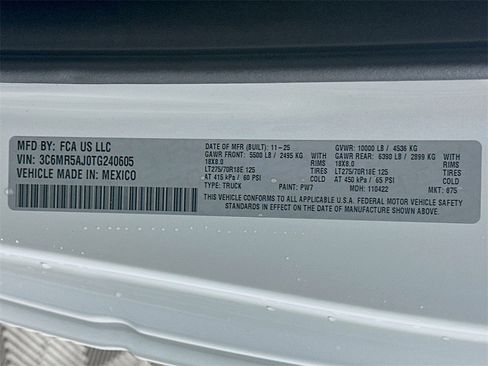 MFD BY: FCA US LLC
VIN: 3C6MR5AJ0TG240605
VEHICLE MADE IN: MEXICO
DATE OF MFR (BUILT): 11-25
GAWR FRONT: 5500 LB / 2495 KG
18X8.0 RIMS
LT275/70R18E 125 TIRES
AT 415 KPA / 60 PSI COLD
TYPE: TRUCK PAINT: PW7
GVWR: 10000 LB / 4536 KG
GAWR REAR: 6390 LB / 2899 KG
18X8.0 RIMS
LT275/70R18E 125 TIRES
AT 450 KPA / 65 PSI COLD
MDH: 110422 MKT: 875
THIS VEHICLE CONFORMS TO ALL APPLICABLE U.S.A. FEDERAL MOTOR VEHICLE SAFETY
STANDARDS IN EFFECT ON THE DATE OF MANUFACTURE SHOWN ABOVE.